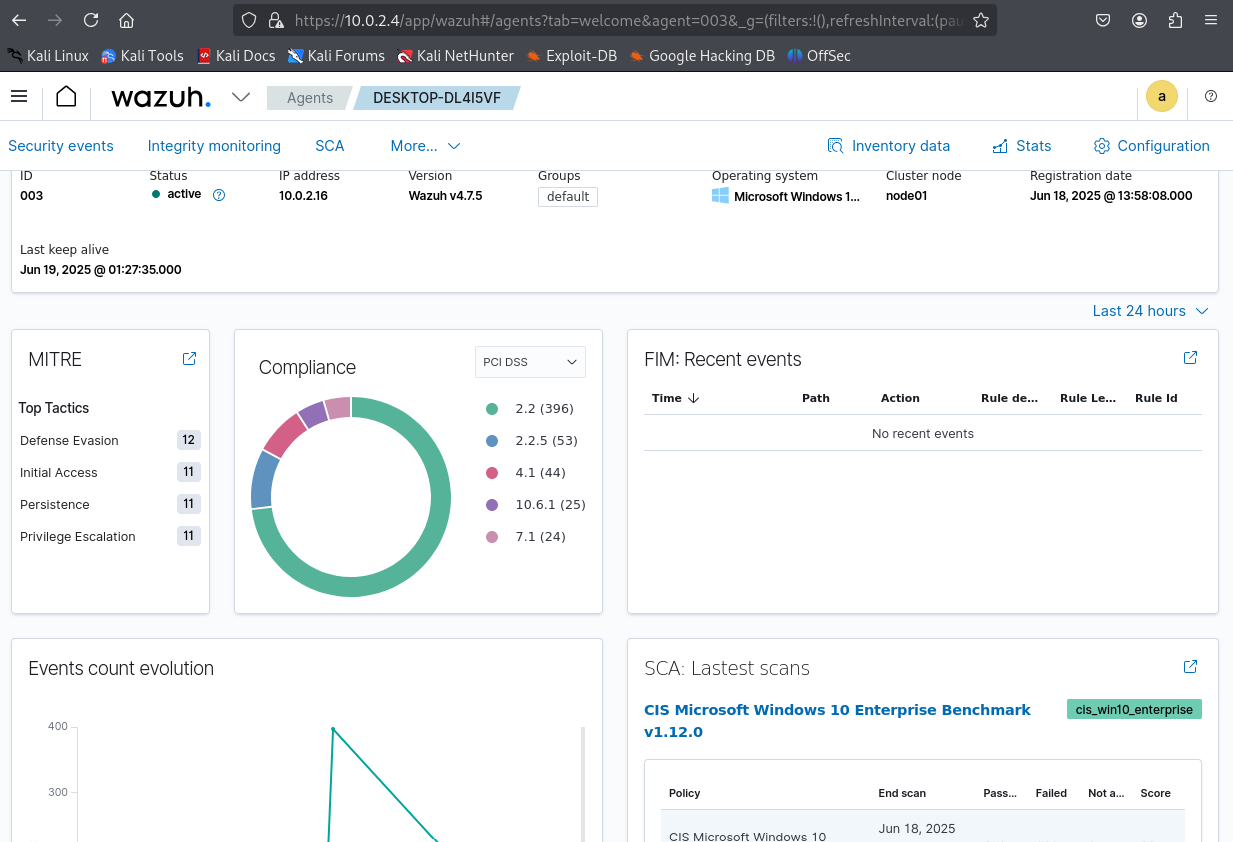 https://10.0.2.4/app/wazuh#/agents?tab=welcome&agent=003&_g=(filters:!(),refreshInterval:(pau
Kali Linux Kali Tools Kali Docs Kali Forums Kali NetHunter Exploit-DB Google Hacking DB OffSec
wazuh. Agents DESKTOP-DL4I5VF a
Security events Integrity monitoring SCA More... Inventory data Stats Configuration
ID Status IP address Version Groups Operating system Cluster node Registration date
003 active 10.0.2.16 Wazuh v4.7.5 default Microsoft Windows 1... node01 Jun 18, 2025 @ 13:58:08.000
Last keep alive
Jun 19, 2025 @ 01:27:35.000
Last 24 hours
MITRE
Top Tactics
Defense Evasion 12
Initial Access 11
Persistence 11
Privilege Escalation 11
Compliance PCI DSS
2.2 (396)
2.2.5 (53)
4.1 (44)
10.6.1 (25)
7.1 (24)
FIM: Recent events
Time Path Action Rule de... Rule Le... Rule Id
No recent events
Events count evolution
400
300
SCA: Lastest scans
CIS Microsoft Windows 10 Enterprise Benchmark cis_win10_enterprise
v1.12.0
Policy End scan Pass... Failed Not a... Score
Jun 18, 2025
CIS Microsoft Windows 10